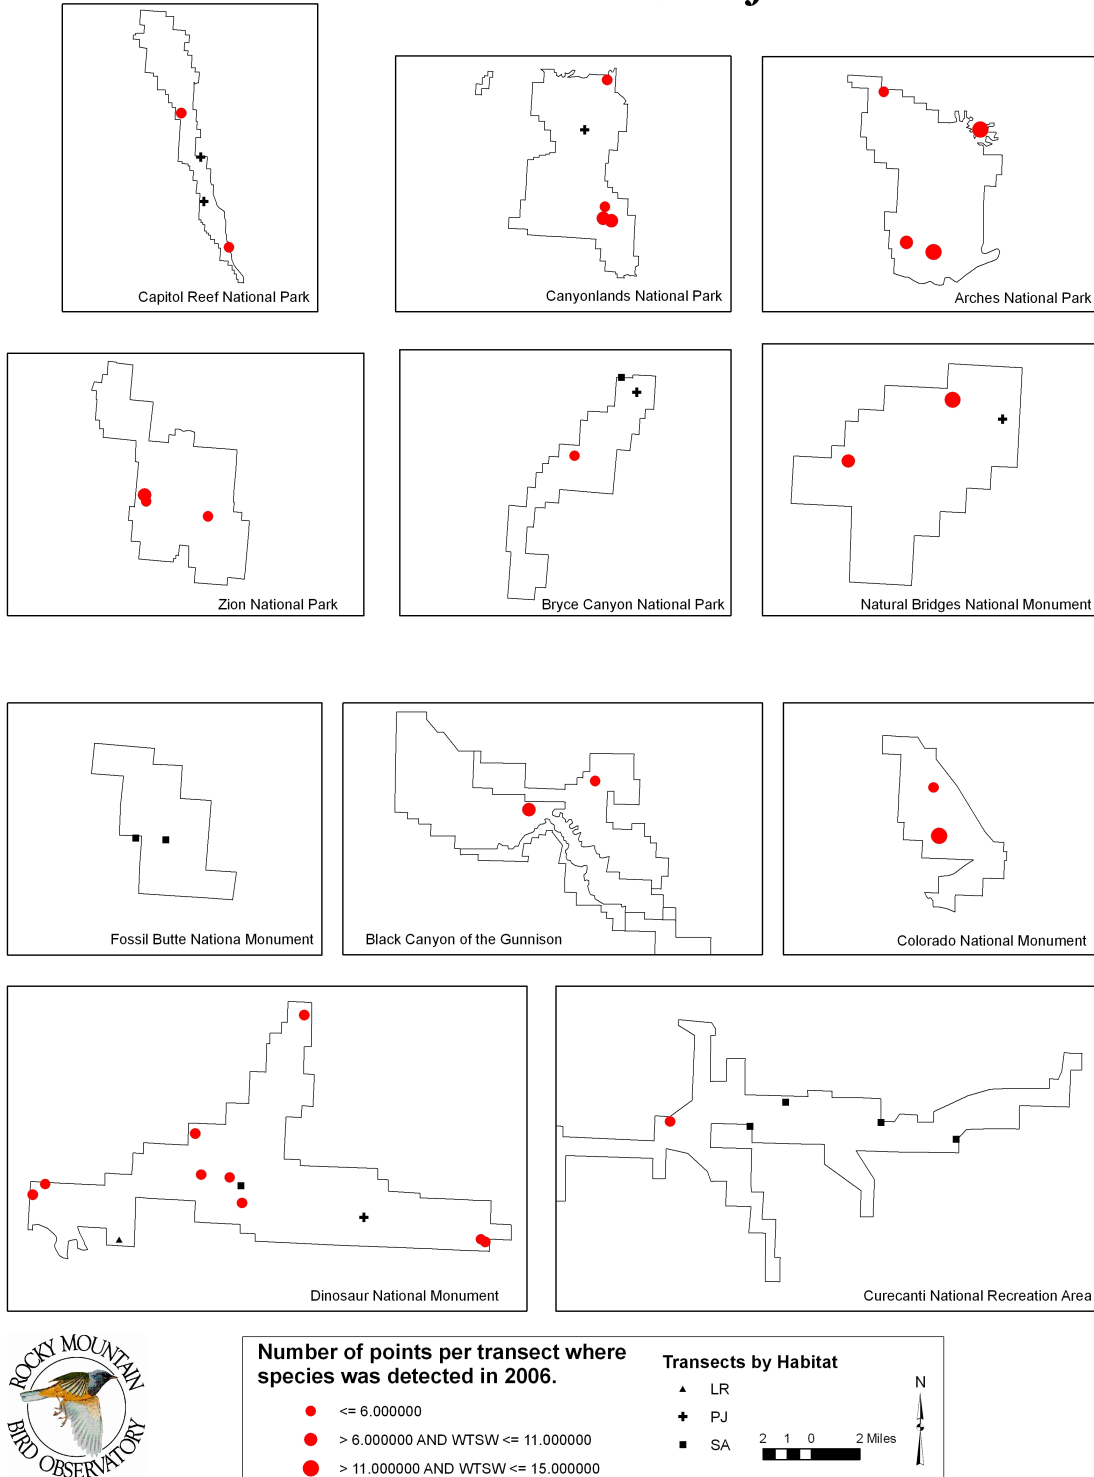 Capitol Reef National Park
Canyonlands National Park
Arches National Park
Zion National Park
Bryce Canyon National Park
Natural Bridges National Monument
Fossil Butte Nationa Monument
Black Canyon of the Gunnison
Colorado National Monument
Dinosaur National Monument
Curecanti National Recreation Area
ROCKY MOUNTAIN
BIRD OBSERVATORY
Number of points per transect where
species was detected in 2006.
<= 6.000000
> 6.000000 AND WTSW <= 11.000000
> 11.000000 AND WTSW <= 15.000000
Transects by Habitat
LR
PJ
SA
2 1 0 2 Miles
N